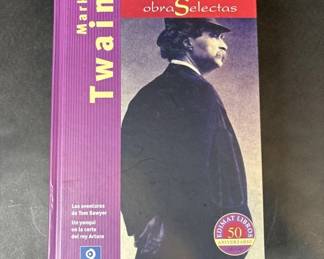 Mark
Twain
obraSelectas
Las aventuras
de Tom Sawyer
Un yanqui
en la corte
del rey Arturo
EDIMAT LIBROS
50
ANIVERSARIO